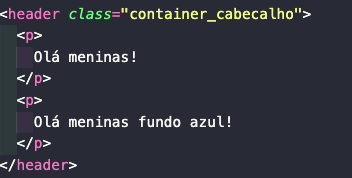 <header class="container_cabecalho">
<p>
Olá meninas!
</p>
<p>
Olá meninas fundo azul!
</p>
</header>